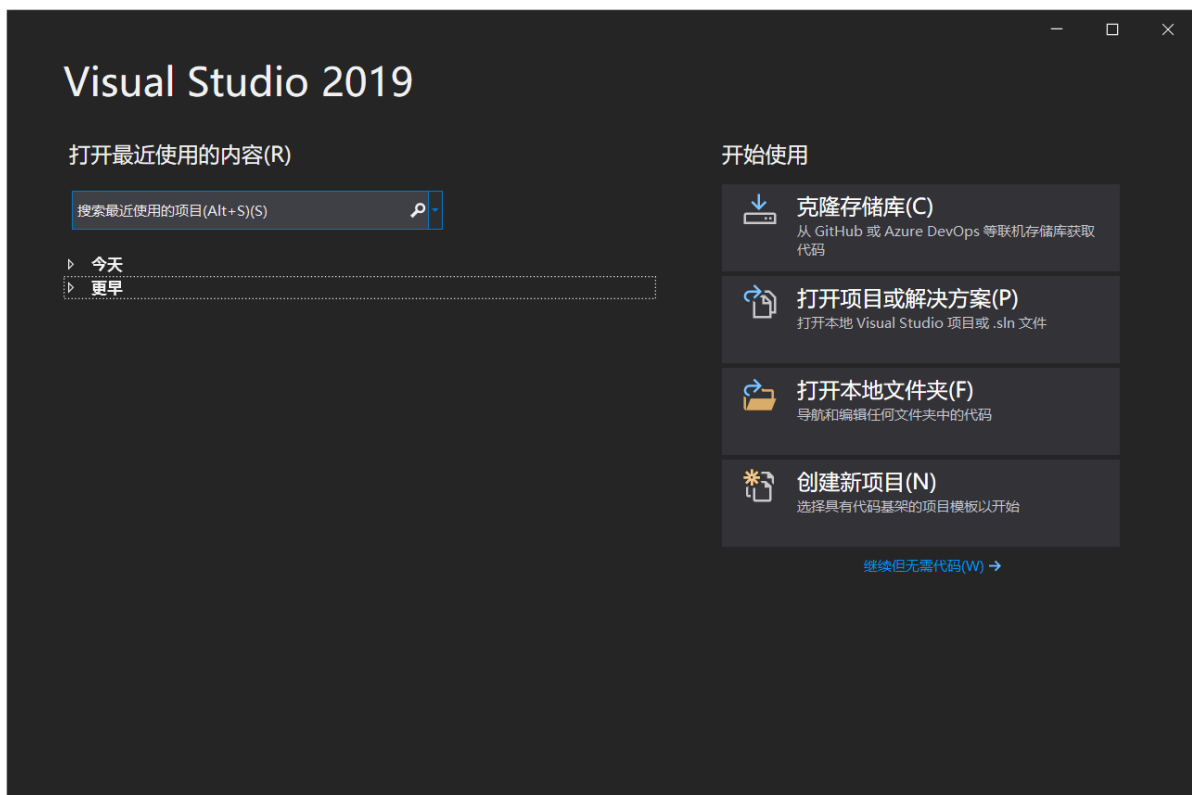 Visual Studio 2019
打开最近使用的内容(R)
搜索最近使用的项目(Alt+S)(S)
今天
更早
开始使用
克隆存储库(C)
从 GitHub 或 Azure DevOps 等联机存储库获取
代码
打开项目或解决方案(P)
打开本地 Visual Studio 项目或 .sln 文件
打开本地文件夹(F)
导航和编辑任何文件夹中的代码
创建新项目(N)
选择具有代码基架的项目模板以开始
继续但无需代码(W) →